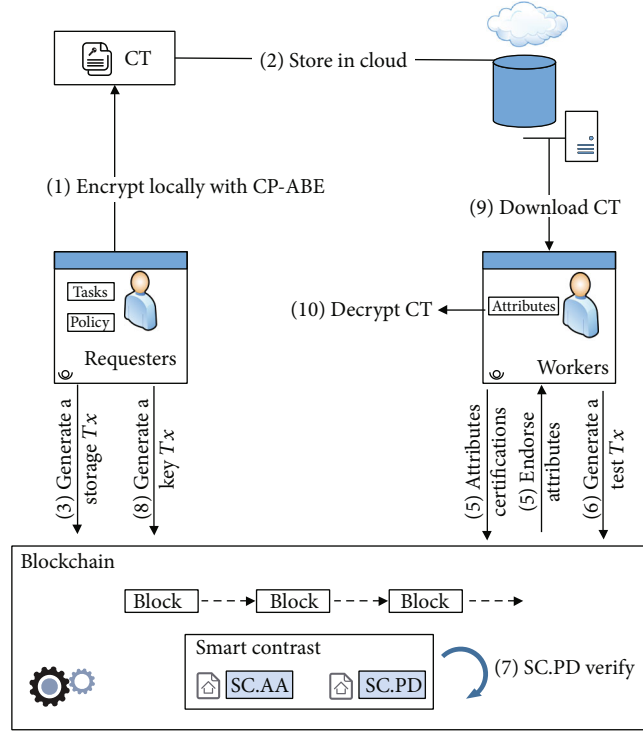 CT
(2) Store in cloud
(1) Encrypt locally with CP-ABE
(9) Download CT
Tasks
Policy
Requesters
(10) Decrypt CT
Attributes
Workers
(3) Generate a
storage Tx
(8) Generate a
key Tx
(5) Attributes
certifications
(5) Endorse
attributes
(6) Generate a
test Tx
Blockchain
Block
Block
Block
Smart contrast
SC.AA
SC.PD
(7) SC.PD verify